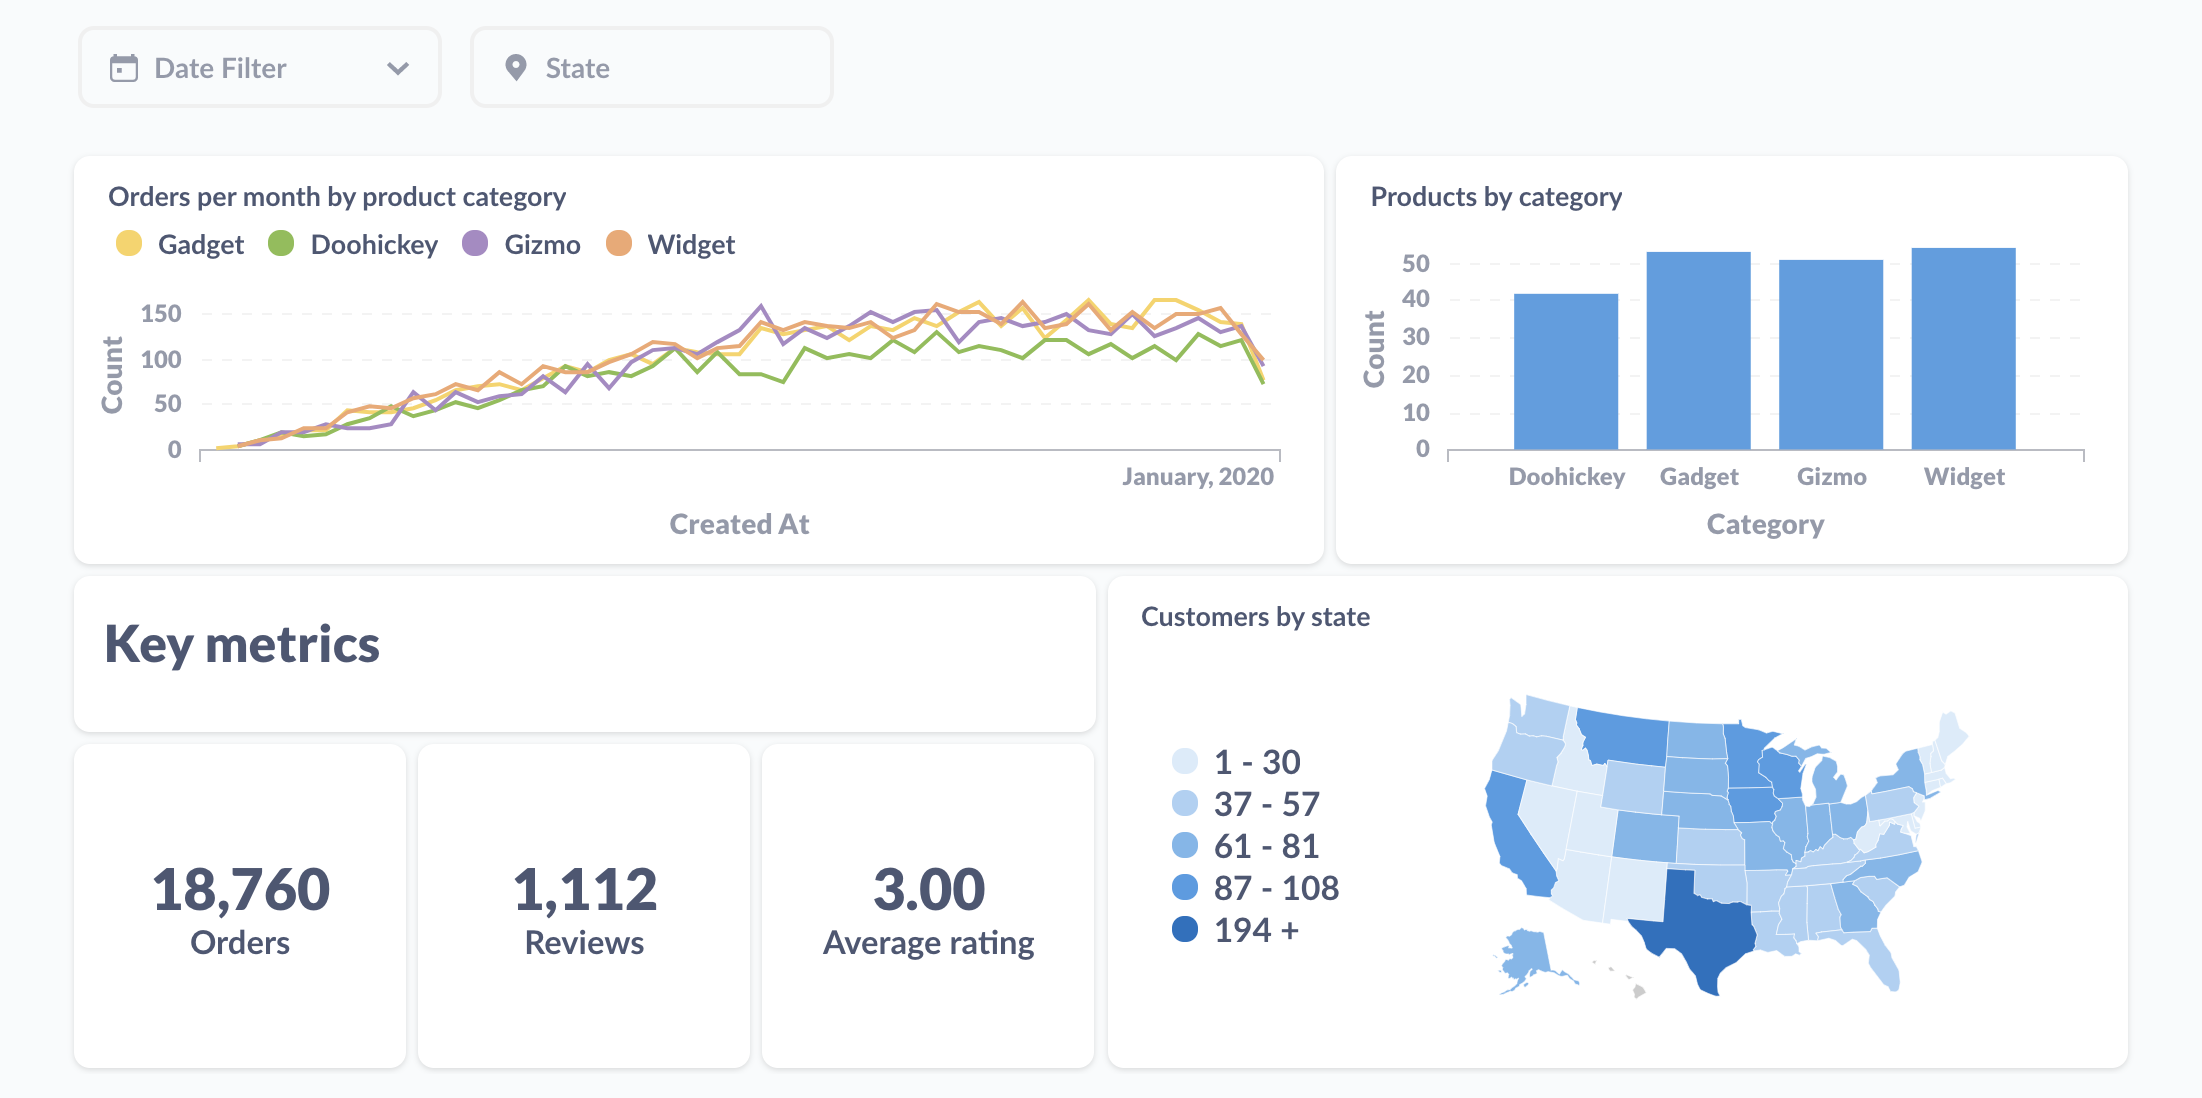 Date Filter
State
Orders per month by product category
Gadget Doohickey Gizmo Widget
150
100
50
0
Count
January, 2020
Created At
Products by category
50
40
30
20
10
0
Count
Doohickey Gadget Gizmo Widget
Category
Key metrics
18,760
Orders
1,112
Reviews
3.00
Average rating
Customers by state
1 - 30
37 - 57
61 - 81
87 - 108
194 +